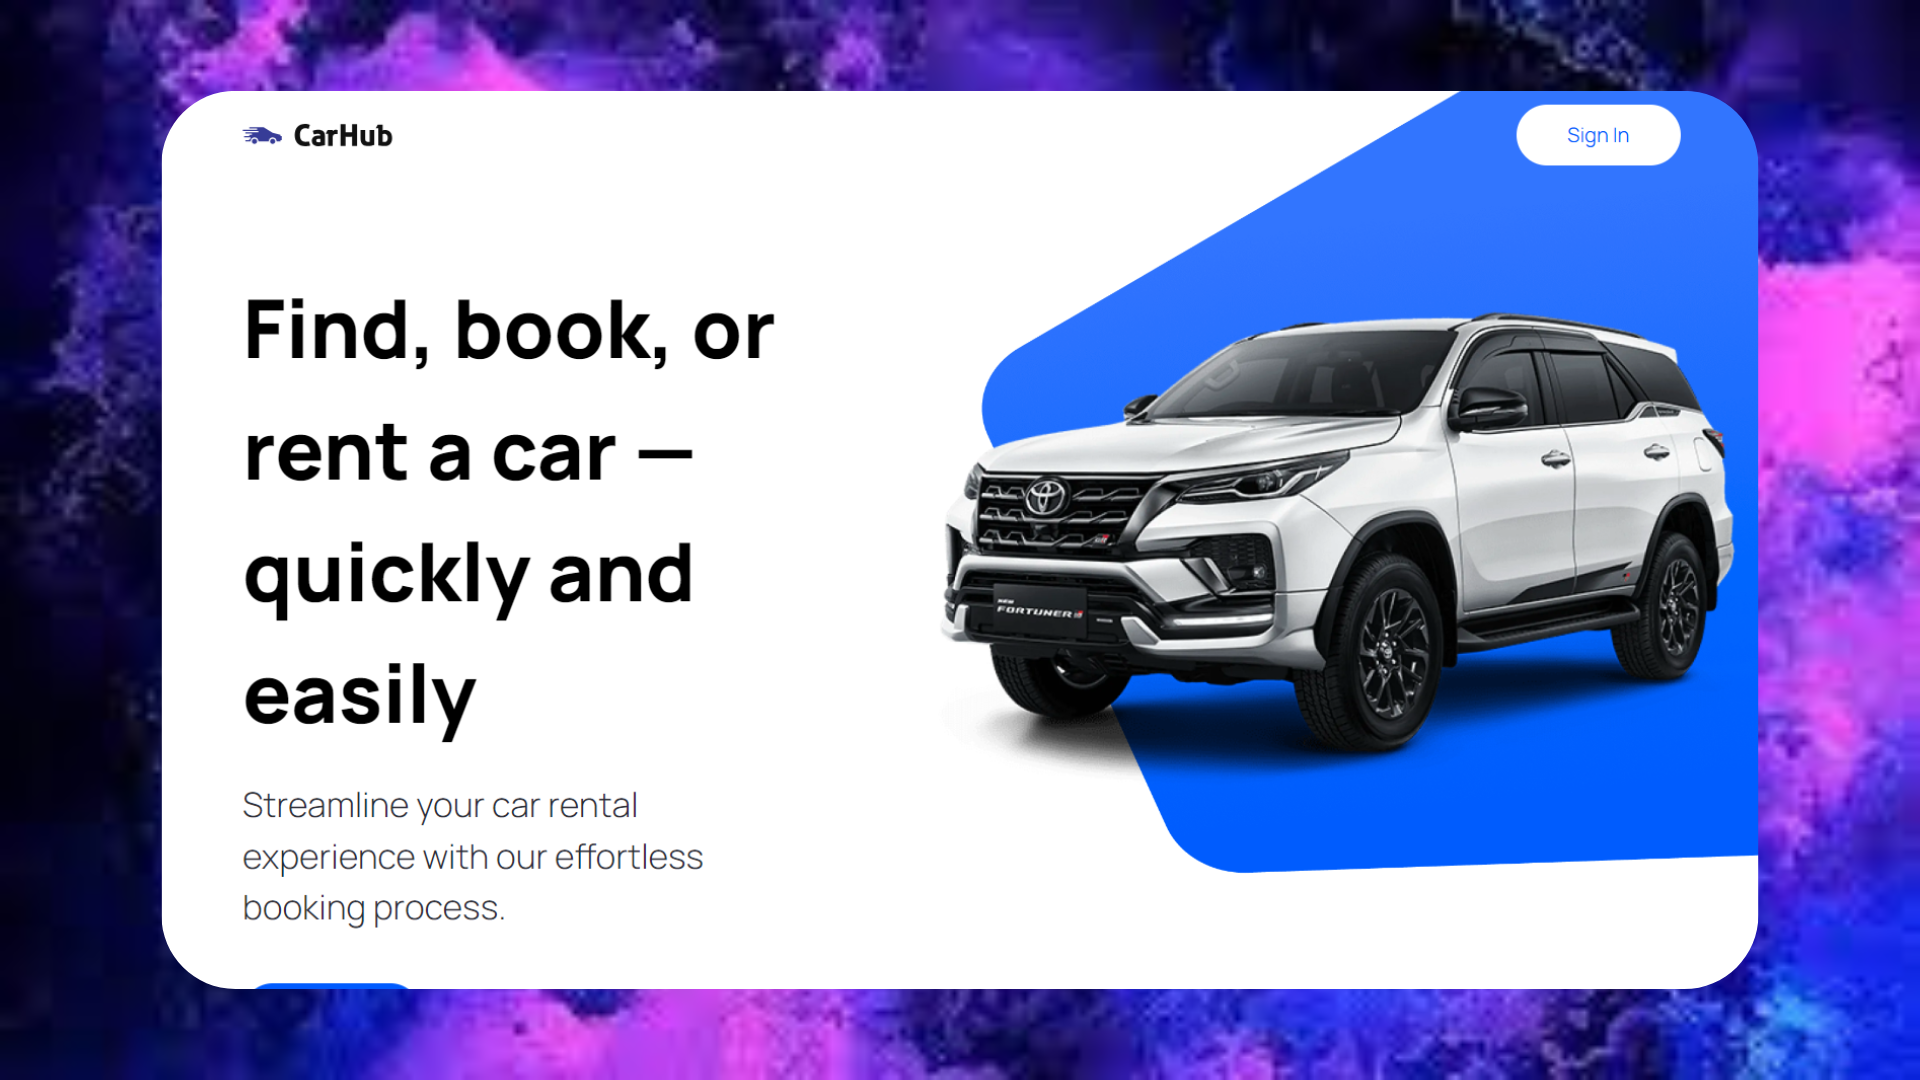 CarHub
Sign In
Find, book, or
rent a car —
quickly and
easily
Streamline your car rental
experience with our effortless
booking process.
NEW
FORTUNER